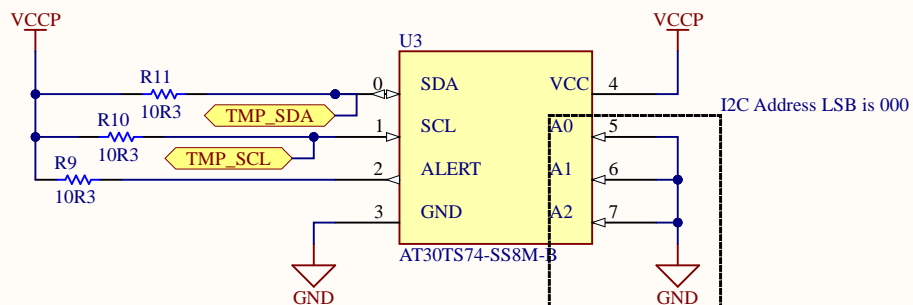 VCCP
VCCP
U3
R11
10R3
TMP_SDA
R10
10R3
TMP_SCL
R9
10R3
0 SDA VCC 4
1 SCL A0 5
2 ALERT A1 6
3 GND A2 7
I2C Address LSB is 000
AT30TS74-SS8M-B
GND
GND